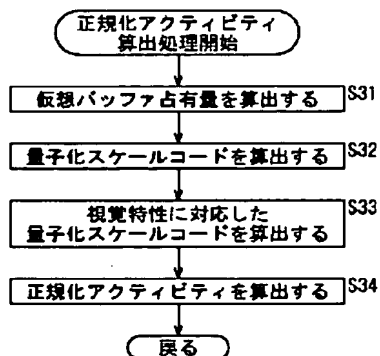 正規化アクティビティ
算出処理開始
仮想バッファ占有量を算出する
S31
量子化スケールコードを算出する
S32
視覚特性に対応した
量子化スケールコードを算出する
S33
正規化アクティビティを算出する
S34
戻る